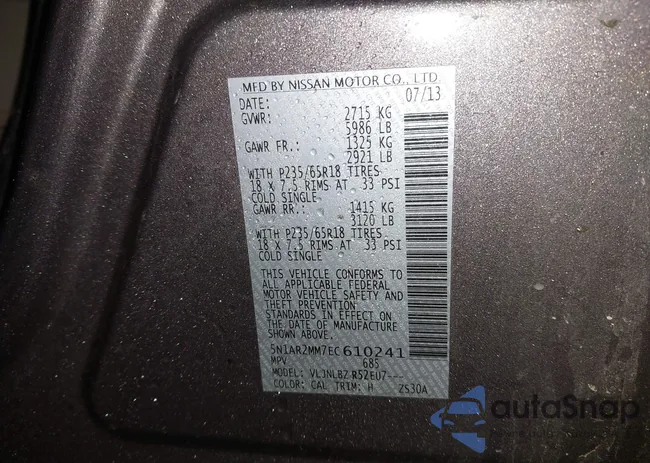 MFD BY NISSAN MOTOR CO., LTD.
DATE: 07/13
GVWR: 2715 KG
5986 LB
GAWR FR.: 1325 KG
2921 LB
WITH P235/65R18 TIRES
18 X 7.5 RIMS AT 33 PSI
COLD SINGLE
GAWR RR.: 1415 KG
3120 LB
WITH P235/65R18 TIRES
18 X 7.5 RIMS AT 33 PSI
COLD SINGLE
THIS VEHICLE CONFORMS TO
ALL APPLICABLE FEDERAL
MOTOR VEHICLE SAFETY AND
THEFT PREVENTION
STANDARDS IN EFFECT ON
THE DATE OF MANUFACTURE
SHOWN ABOVE.
5N1AR2MM7EC610241
MPV 685
MODEL: VLJNLBZ R52EU7---
COLOR: CAL TRIM: H ZS30A
autoSnap